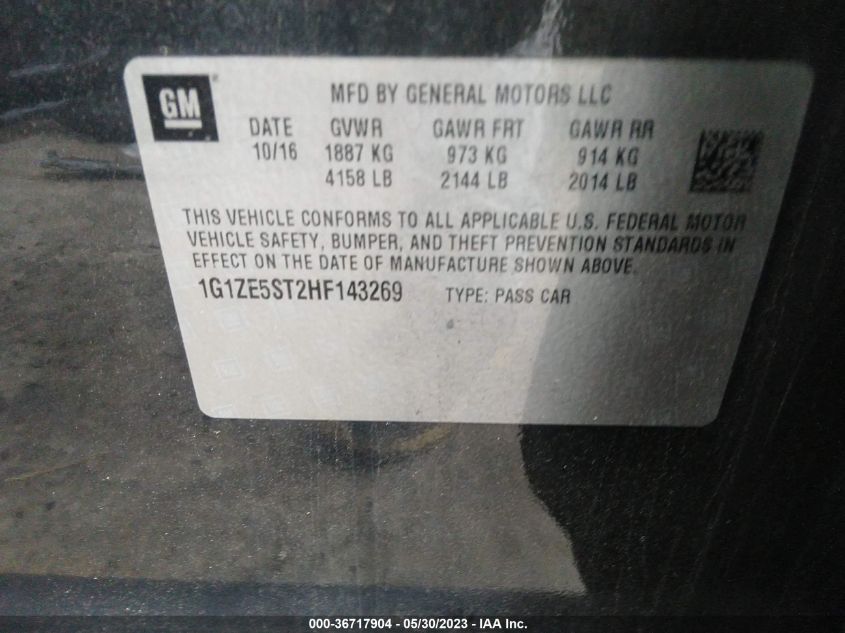 GM
MFD BY GENERAL MOTORS LLC
DATE GVWR GAWR FRT GAWR RR
10/16 1887 KG 973 KG 914 KG
4158 LB 2144 LB 2014 LB
THIS VEHICLE CONFORMS TO ALL APPLICABLE U.S. FEDERAL MOTOR
VEHICLE SAFETY, BUMPER, AND THEFT PREVENTION STANDARDS IN
EFFECT ON THE DATE OF MANUFACTURE SHOWN ABOVE.
1G1ZE5ST2HF143269 TYPE: PASS CAR
000-36717904 - 05/30/2023 - IAA Inc.